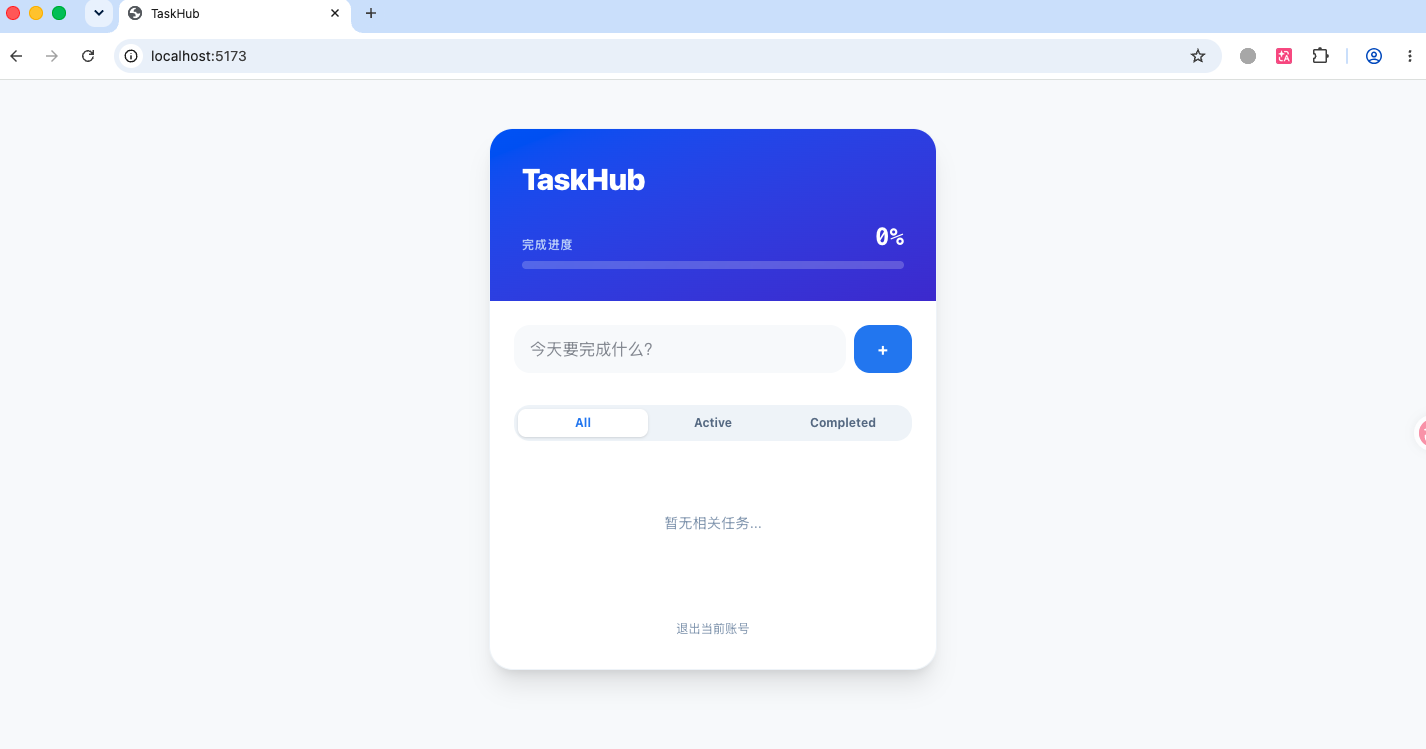 TaskHub
localhost:5173
TaskHub
完成进度
0%
今天要完成什么?
+
All
Active
Completed
暂无相关任务...
退出当前账号